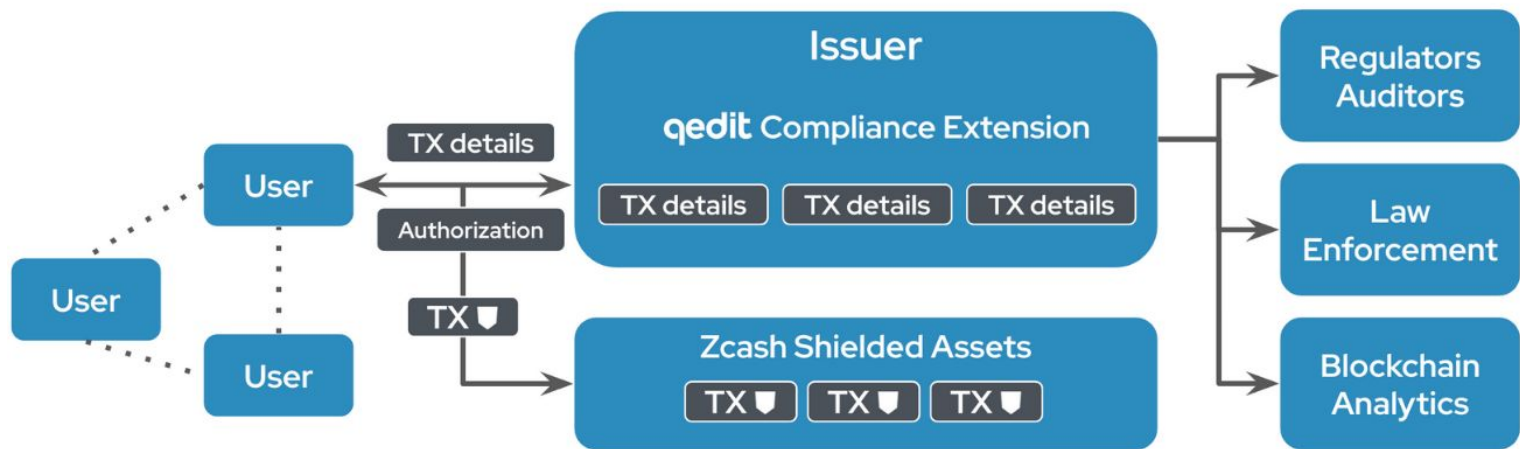 Issuer
qedit Compliance Extension
TX details
TX details
TX details
TX details
Authorization
TX
User
User
User
Zcash Shielded Assets
TX
TX
TX
Regulators
Auditors
Law
Enforcement
Blockchain
Analytics